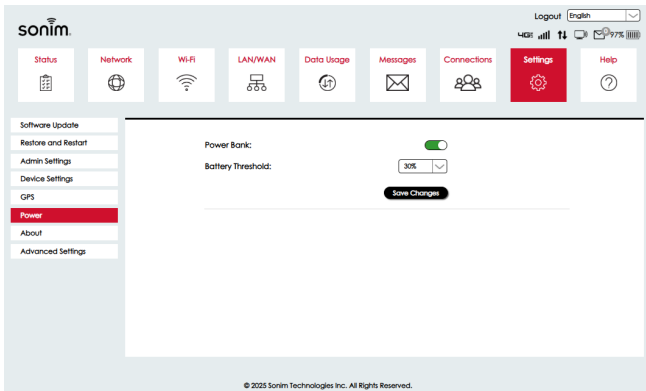 Logout English
sonim.
4G 0 97%
Status Network Wi-Fi LAN/WAN Data Usage Messages Connections Settings Help
Software Update
Restore and Restart
Admin Settings
Device Settings
GPS
Power
About
Advanced Settings
Power Bank:
Battery Threshold: 30%
Save Changes
© 2025 Sonim Technologies Inc. All Rights Reserved.